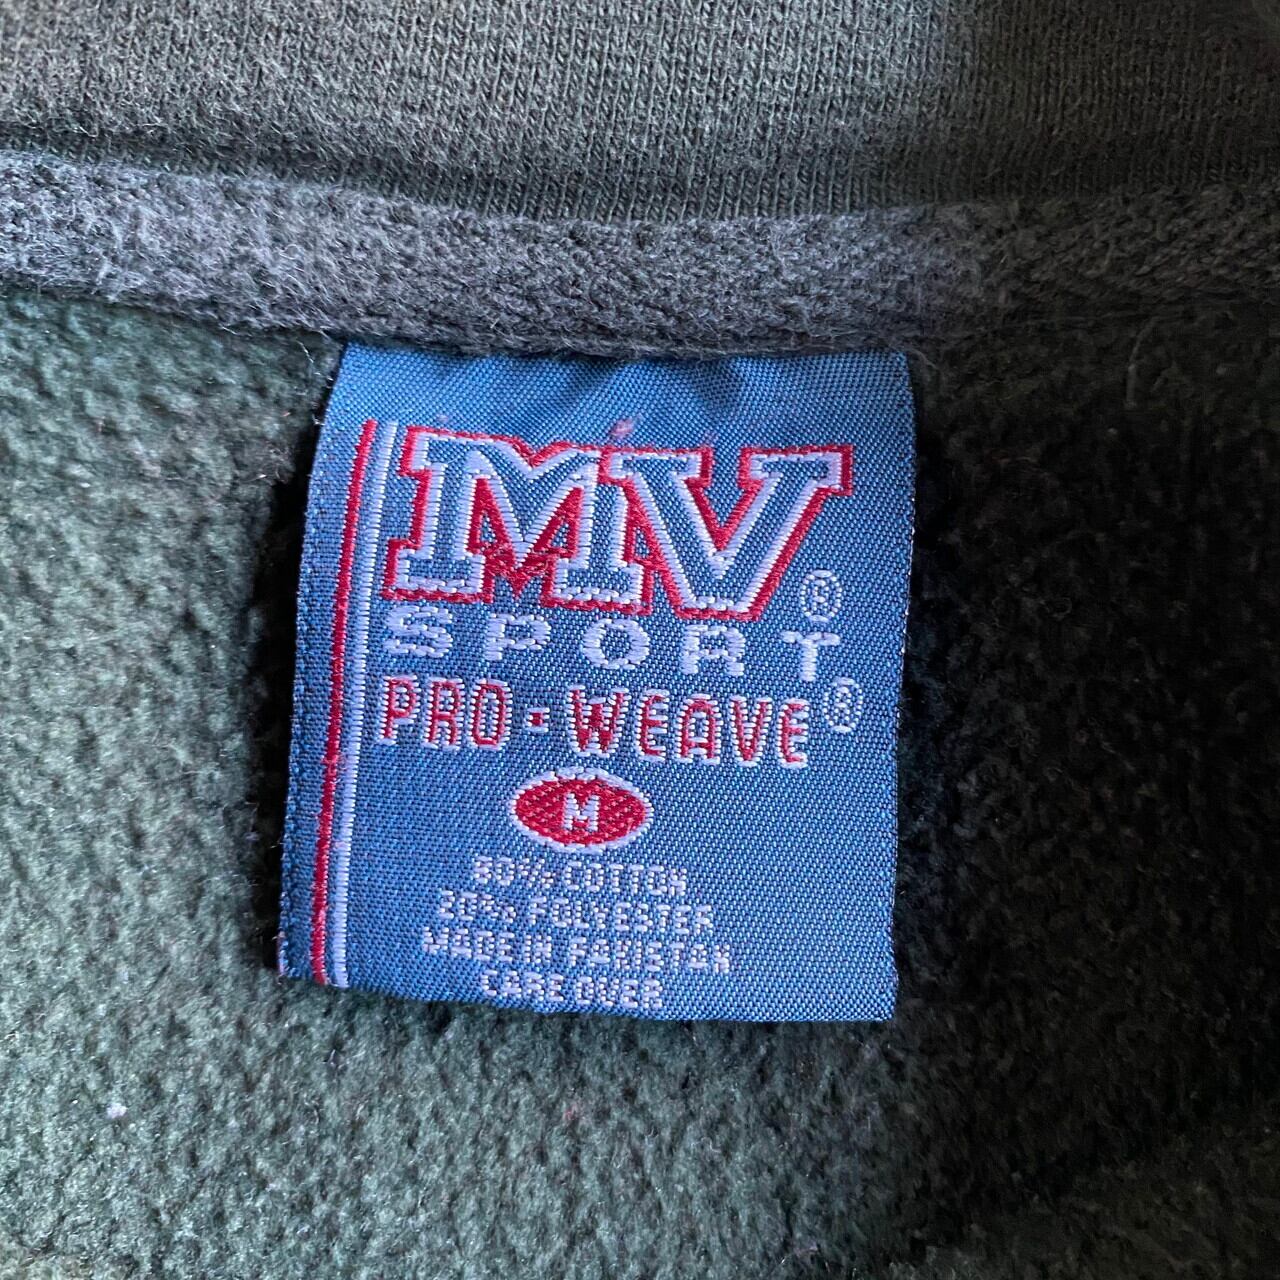 MV®
SPORT
PRO-WEAVE®
M
80% COTTON
20% POLYESTER
MADE IN PAKISTAN
CARE OVER